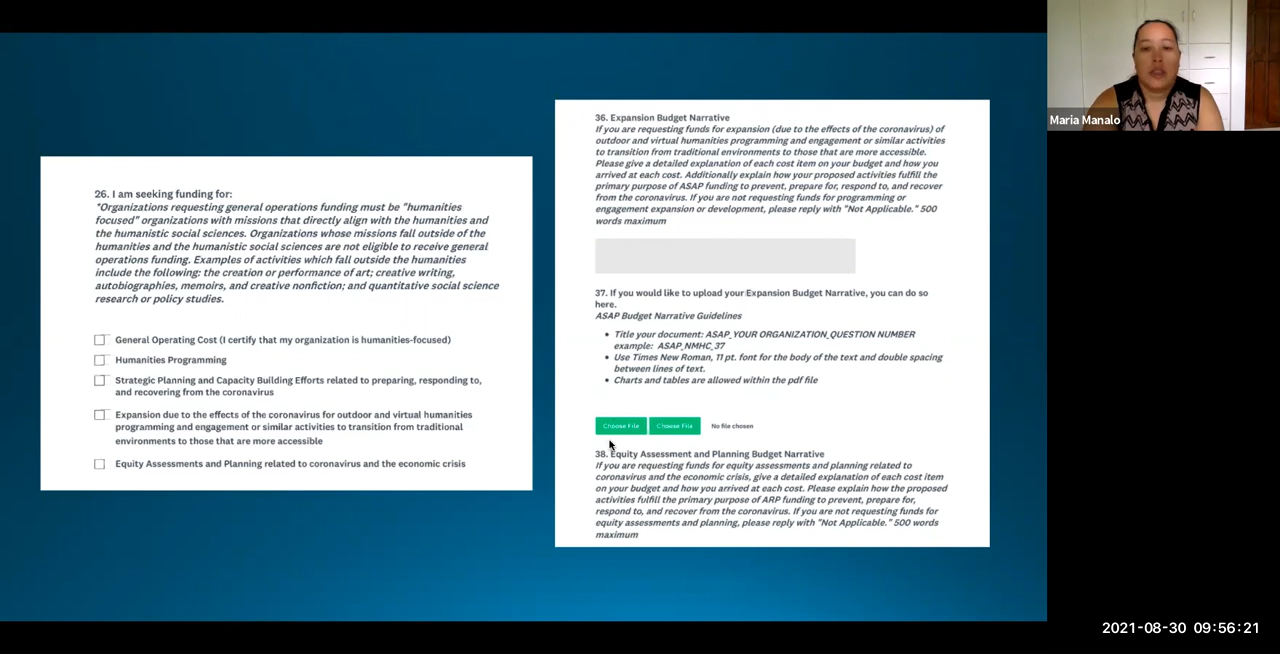 26. I am seeking funding for:
"Organizations requesting general operations funding must be "humanities
focused" organizations with missions that directly align with the humanities and
the humanistic social sciences. Organizations whose missions fall outside of the
humanities and the humanistic social sciences are not eligible to receive general
operations funding. Examples of activities which fall outside the humanities
include the following: the creation or performance of art; creative writing,
autobiographies, memoirs, and creative nonfiction; and quantitative social science
research or policy studies.
General Operating Cost (I certify that my organization is humanities-focused)
Humanities Programming
Strategic Planning and Capacity Building Efforts related to preparing, responding to,
and recovering from the coronavirus
Expansion due to the effects of the coronavirus for outdoor and virtual humanities
programming and engagement or similar activities to transition from traditional
environments to those that are more accessible
Equity Assessments and Planning related to coronavirus and the economic crisis
36. Expansion Budget Narrative
If you are requesting funds for expansion (due to the effects of the coronavirus) of
outdoor and virtual humanities programming and engagement or similar activities
to transition from traditional environments to those that are more accessible.
Please give a detailed explanation of each cost item on your budget and how you
arrived at each cost. Additionally explain how your proposed activities fulfill the
primary purpose of ASAP funding to prevent, prepare for, respond to, and recover
from the coronavirus. If you are not requesting funds for programming or
engagement expansion or development, please reply with "Not Applicable." 500
words maximum
37. If you would like to upload your Expansion Budget Narrative, you can do so
here.
ASAP Budget Narrative Guidelines
• Title your document: ASAP_YOUR ORGANIZATION_QUESTION NUMBER
example: ASAP_NMHC_37
• Use Times New Roman, 11 pt. font for the body of the text and double spacing
between lines of text.
• Charts and tables are allowed within the pdf file
Choose File Choose File No file chosen
38. Equity Assessment and Planning Budget Narrative
If you are requesting funds for equity assessments and planning related to
coronavirus and the economic crisis, give a detailed explanation of each cost item
on your budget and how you arrived at each cost. Please explain how the proposed
activities fulfill the primary purpose of ARP funding to prevent, prepare for,
respond to, and recover from the coronavirus. If you are not requesting funds for
equity assessments and planning, please reply with "Not Applicable." 500 words
maximum
Maria Manalo
2021-08-30 09:56:21